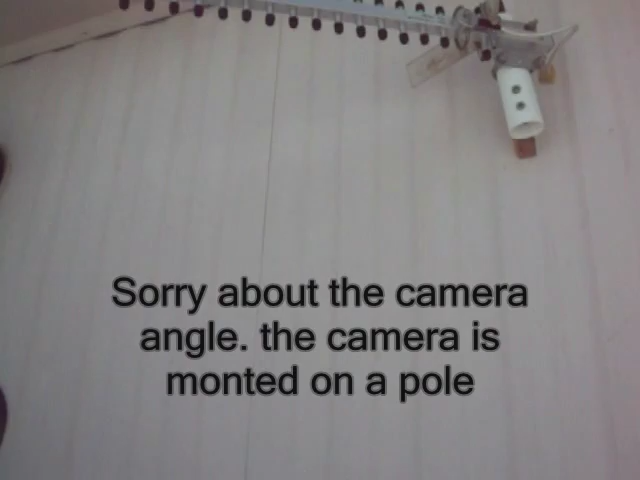 Sorry about the camera
angle. the camera is
monted on a pole